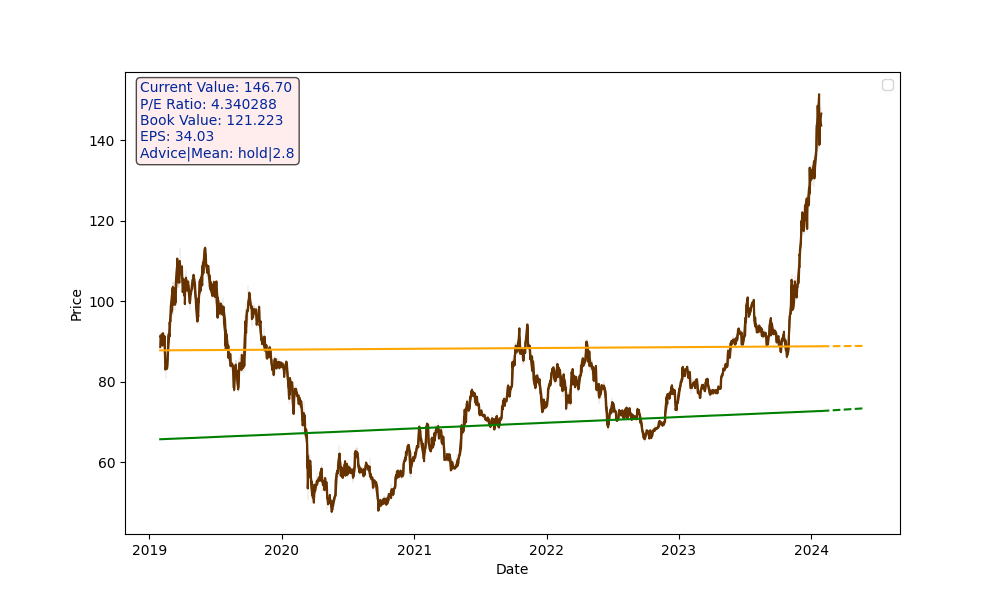 Current Value: 146.70
P/E Ratio: 4.340288
Book Value: 121.223
EPS: 34.03
Advice|Mean: hold|2.8
140
120
100
80
60
Price
2019
2020
2021
2022
2023
2024
Date